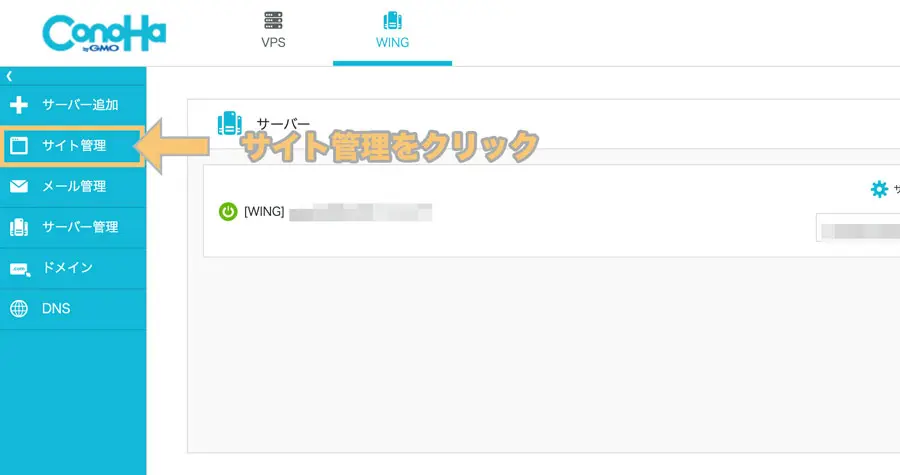 ConoHa
by GMO
VPS
WING
サーバー追加
サイト管理
メール管理
サーバー管理
ドメイン
DNS
サーバー
サイト管理をクリック
[WING]
サ
.com